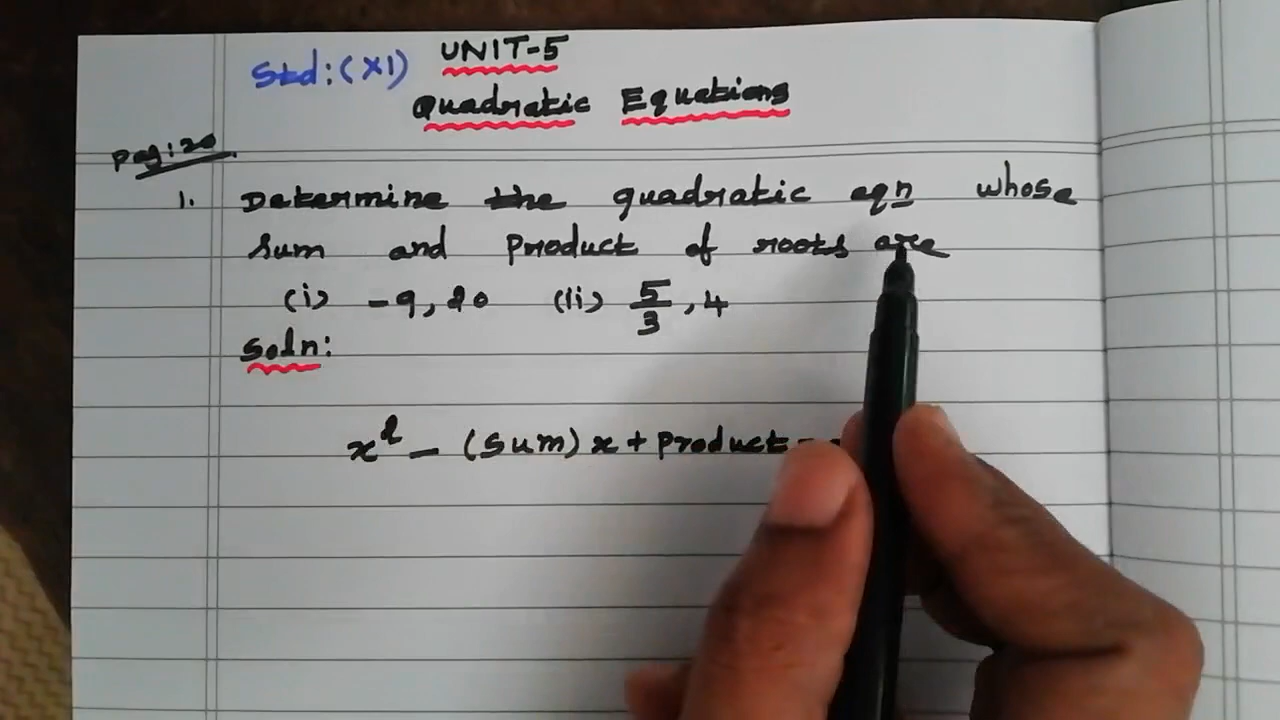 Std: (XI) UNIT-5
Quadratic Equations
Pag: 20
1. Determine the quadratic eqn whose
sum and product of roots are
(i) -9, 20 (ii) 5/3, 4
Soln:
x² - (Sum) x + Product =